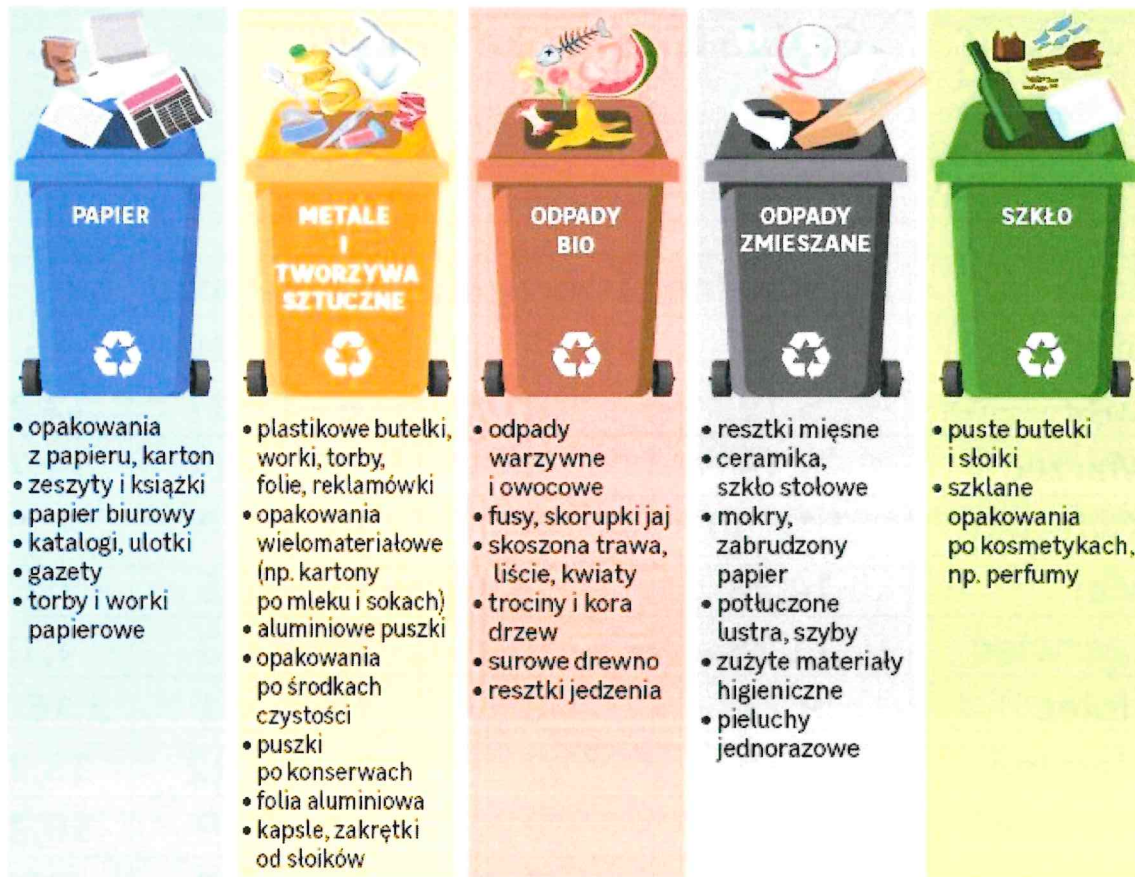 PAPIER
• opakowania
z papieru, karton
• zeszyty i książki
• papier biurowy
• katalogi, ulotki
• gazety
• torby i worki
papierowe
METALE
I
TWORZYWA
SZTUCZNE
• plastikowe butelki,
worki, torby,
folie, reklamówki
• opakowania
wielomateriałowe
(np. kartony
po mleku i sokach)
• aluminiowe puszki
• opakowania
po środkach
czystości
• puszki
po konserwach
• folia aluminiowa
• kapsle, zakrętki
od słoików
ODPADY
BIO
• odpady
warzywne
i owocowe
• fusy, skorupki jaj
• skoszona trawa,
liście, kwiaty
• trociny i kora
drzew
• surowe drewno
• resztki jedzenia
ODPADY
ZMIESZANE
• resztki mięsne
• ceramika,
szkło stołowe
• mokry,
zabrudzony
papier
• potłuczone
lustra, szyby
• zużyte materiały
higieniczne
• pieluchy
jednorazowe
SZKŁO
• puste butelki
i słoiki
• szklane
opakowania
po kosmetykach,
np. perfumy